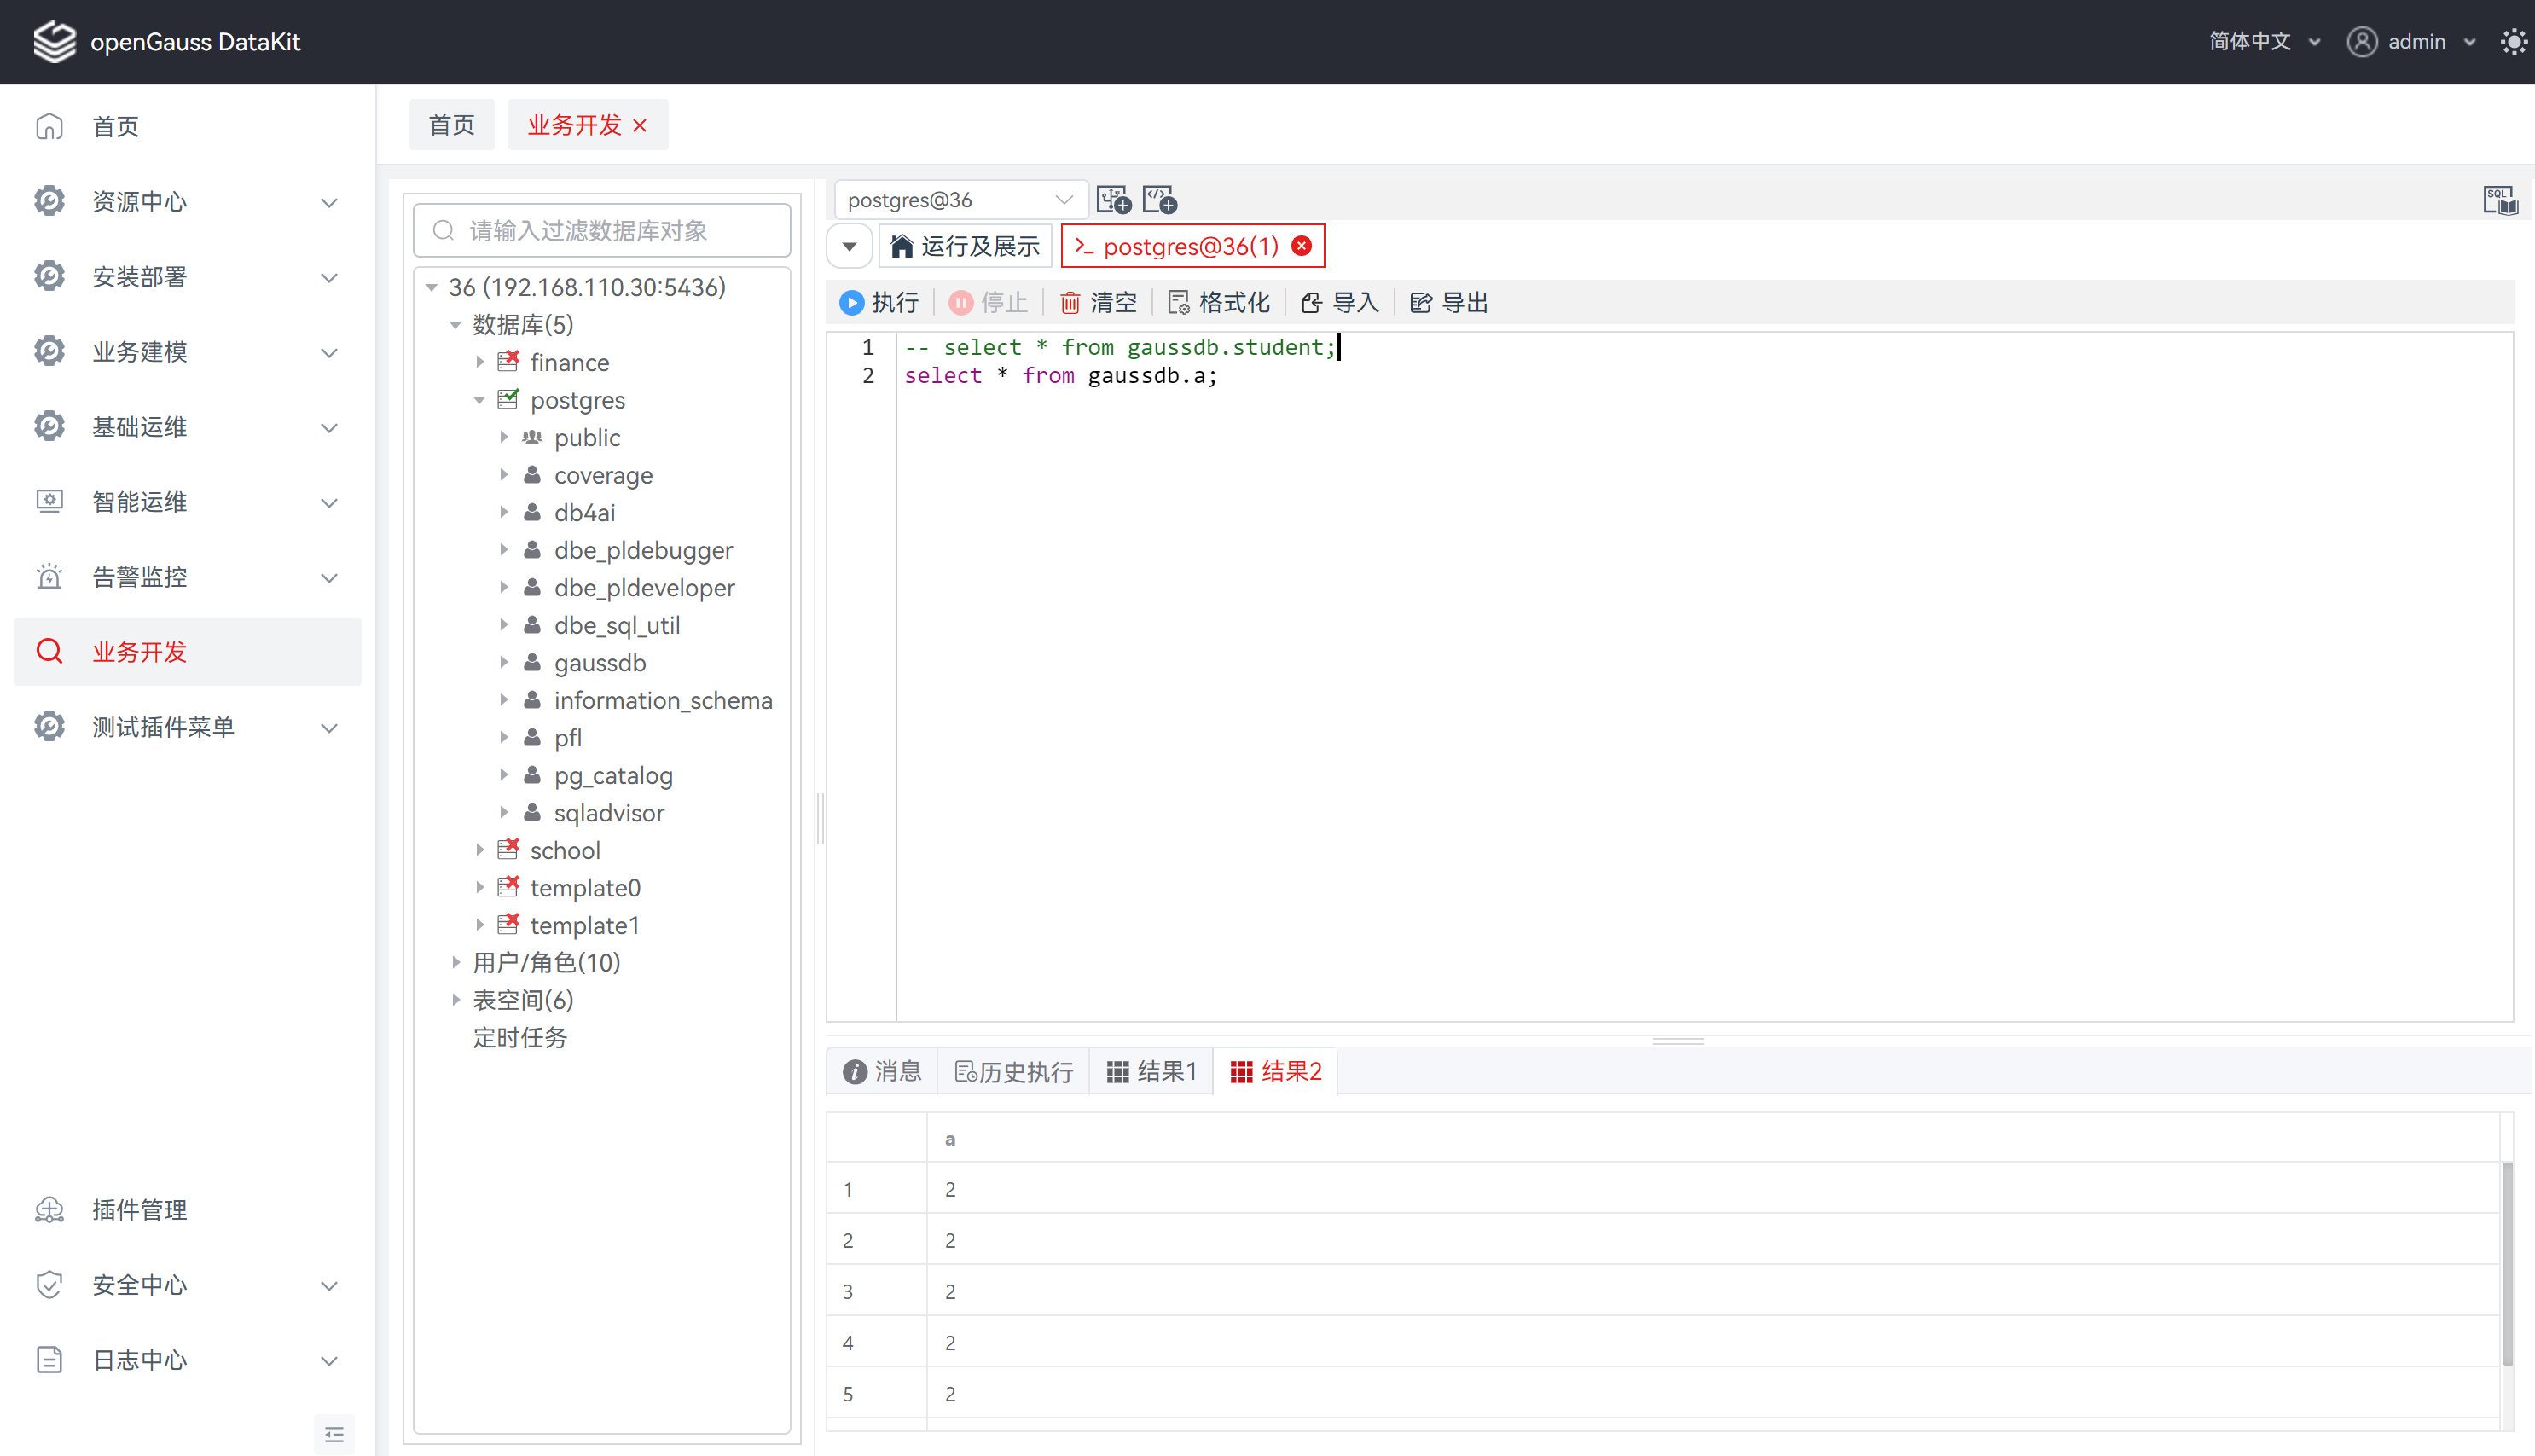 openGauss DataKit
简体中文
admin
首页
资源中心
安装部署
业务建模
基础运维
智能运维
告警监控
业务开发
测试插件菜单
插件管理
安全中心
日志中心
首页
业务开发
请输入过滤数据库对象
36 (192.168.110.30:5436)
数据库(5)
finance
postgres
public
coverage
db4ai
dbe_pldebugger
dbe_pldeveloper
dbe_sql_util
gaussdb
information_schema
pfl
pg_catalog
sqladvisor
school
template0
template1
用户/角色(10)
表空间(6)
定时任务
postgres@36
SQL
运行及展示
postgres@36(1)
执行 停止 清空 格式化 导入 导出
1 -- select * from gaussdb.student;
2 select * from gaussdb.a;
消息 历史执行 结果1 结果2
a
1 2
2 2
3 2
4 2
5 2